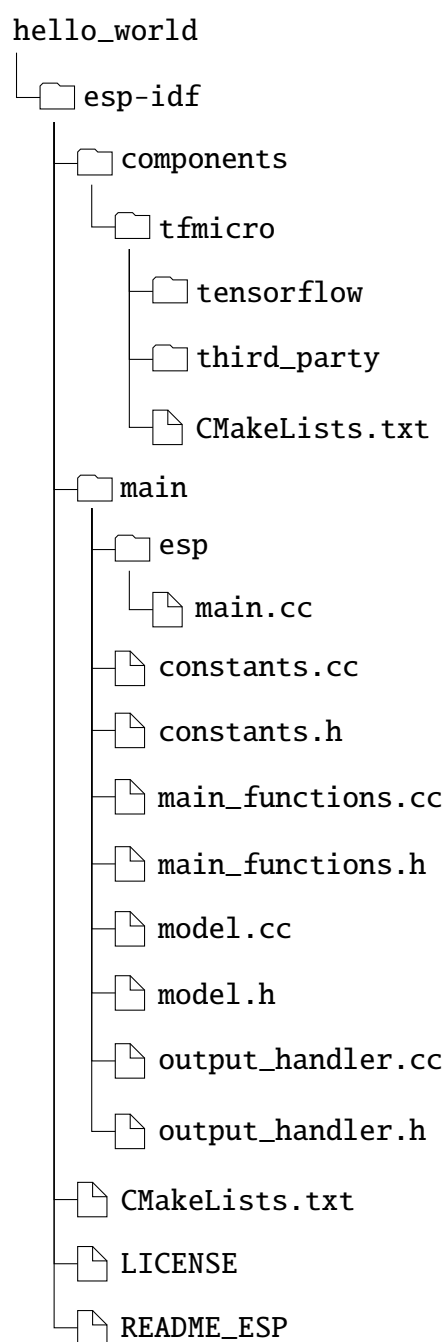 hello_world
esp-idf
components
tfmicro
tensorflow
third_party
CMakeLists.txt
main
esp
main.cc
constants.cc
constants.h
main_functions.cc
main_functions.h
model.cc
model.h
output_handler.cc
output_handler.h
CMakeLists.txt
LICENSE
README_ESP